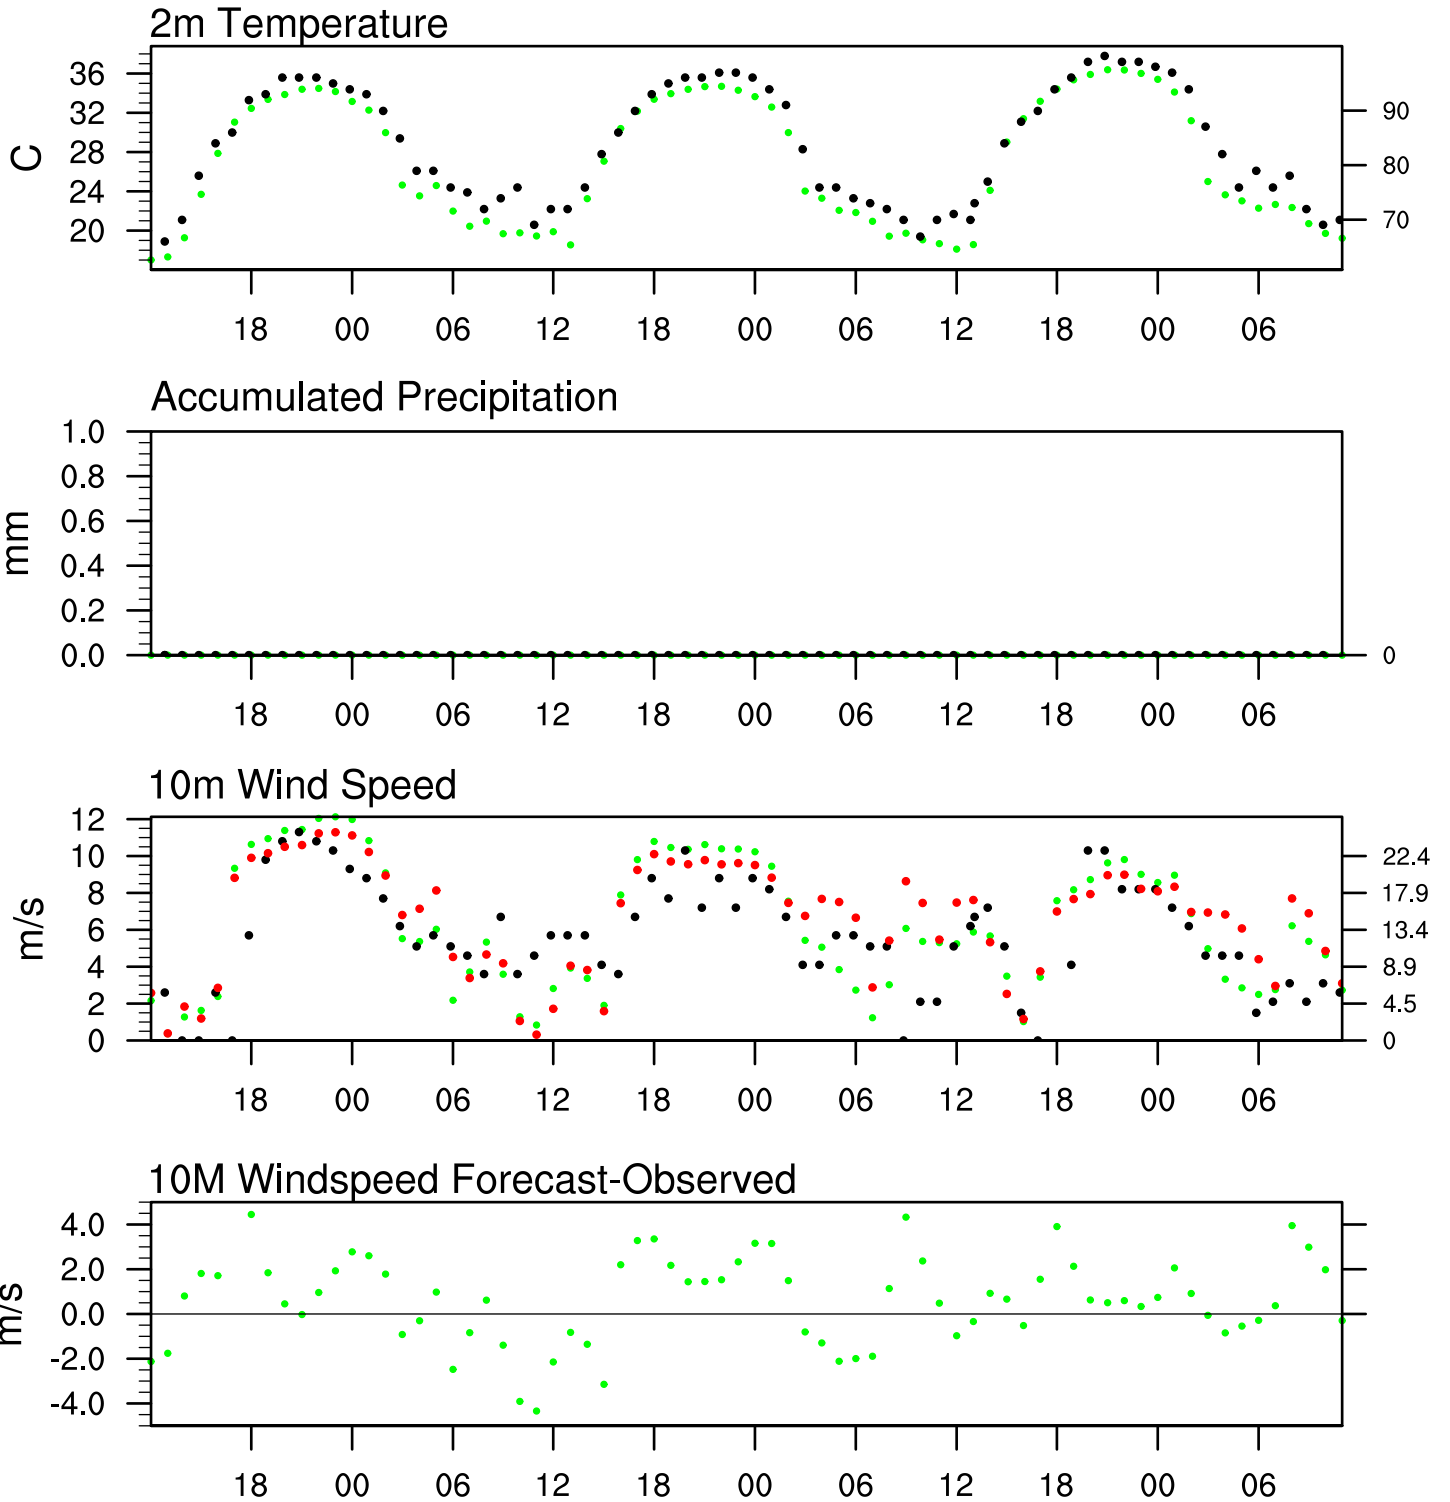 2m Temperature
36
32
28
24
20
C
90
80
70
18 00 06 12 18 00 06 12 18 00 06
Accumulated Precipitation
1.0
0.8
0.6
0.4
0.2
0.0
mm
0
18 00 06 12 18 00 06 12 18 00 06
10m Wind Speed
12
10
8
6
4
2
0
m/s
22.4
17.9
13.4
8.9
4.5
0
18 00 06 12 18 00 06 12 18 00 06
10M Windspeed Forecast-Observed
4.0
2.0
0.0
-2.0
-4.0
m/s
18 00 06 12 18 00 06 12 18 00 06